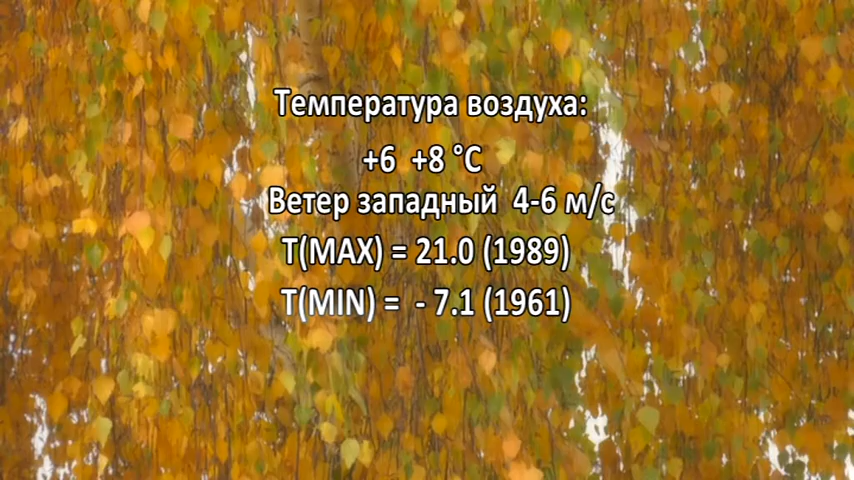 Температура воздуха:
+6 +8 °C
Ветер западный 4-6 м/с
T(MAX) = 21.0 (1989)
T(MIN) = - 7.1 (1961)